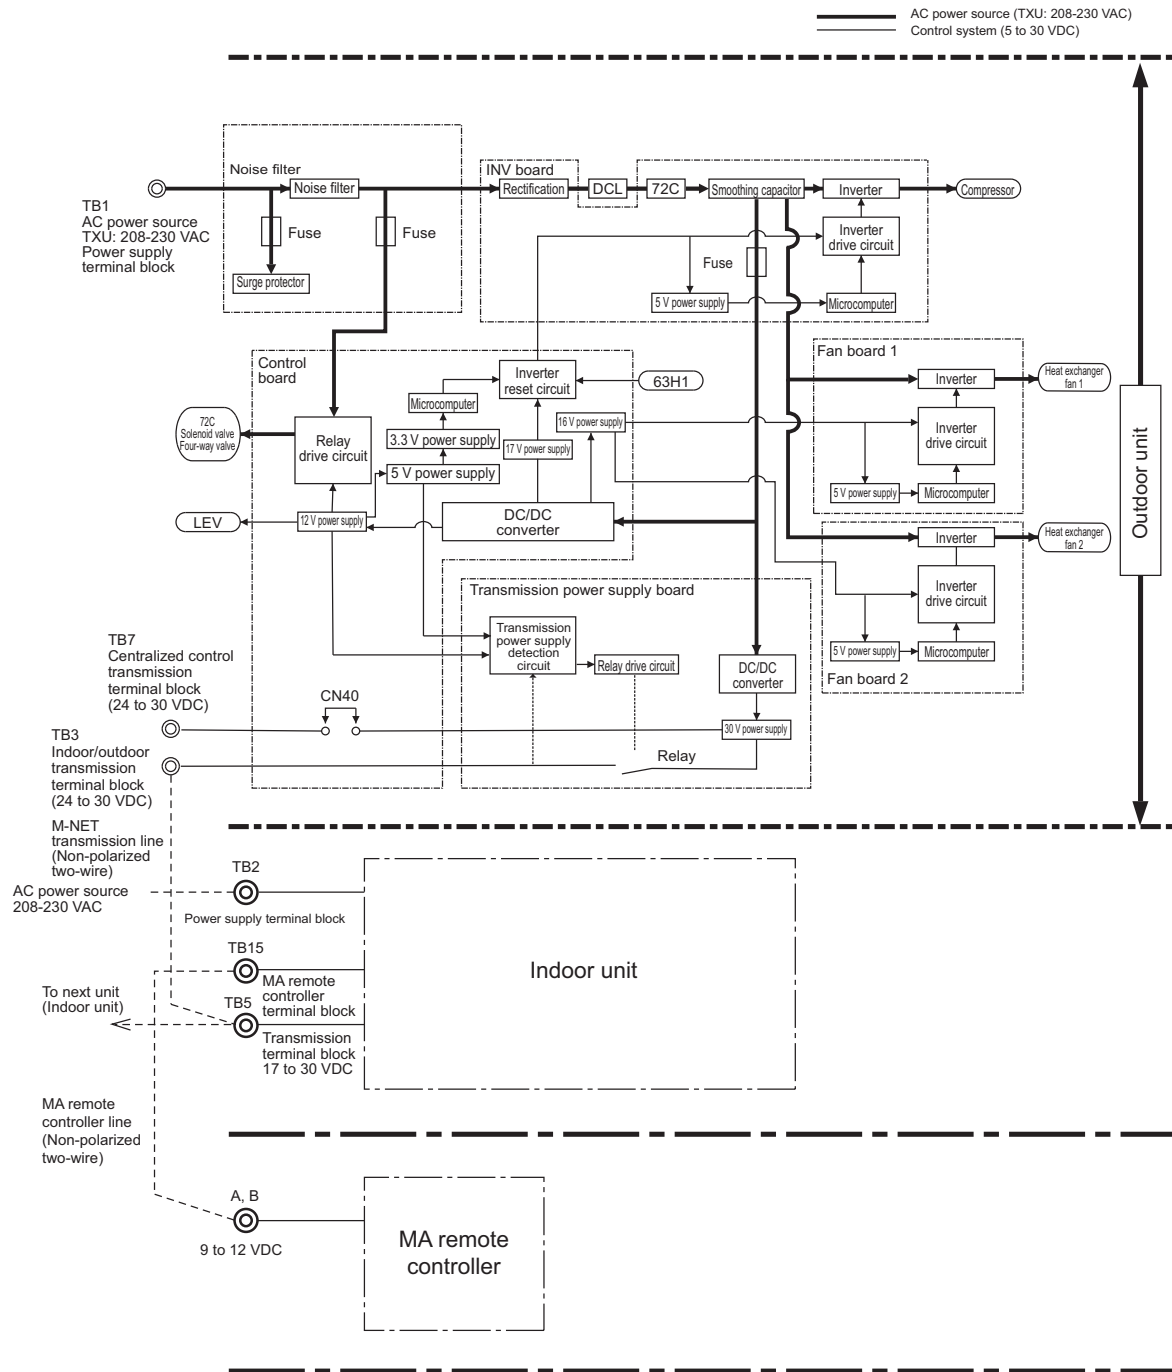 AC power source (TXU: 208-230 VAC)
Control system (5 to 30 VDC)
Noise filter
Noise filter
TB1
AC power source
TXU: 208-230 VAC
Power supply
terminal block
Fuse
Fuse
Surge protector
INV board
Rectification
DCL
72C
Smoothing capacitor
Inverter
Compressor
Inverter
drive circuit
Fuse
5 V power supply
Microcomputer
Control
board
Inverter
reset circuit
63H1
Microcomputer
72C
Solenoid valve
Four-way valve
Relay
drive circuit
3.3 V power supply
17 V power supply
16 V power supply
5 V power supply
LEV
12 V power supply
DC/DC
converter
Fan board 1
Inverter
Heat exchanger
fan 1
Inverter
drive circuit
5 V power supply
Microcomputer
Inverter
Heat exchanger
fan 2
Inverter
drive circuit
5 V power supply
Microcomputer
Fan board 2
Outdoor unit
Transmission power supply board
Transmission
power supply
detection
circuit
Relay drive circuit
DC/DC
converter
30 V power supply
Relay
TB7
Centralized control
transmission
terminal block
(24 to 30 VDC)
CN40
TB3
Indoor/outdoor
transmission
terminal block
(24 to 30 VDC)
M-NET
transmission line
(Non-polarized
two-wire)
AC power source
208-230 VAC
TB2
Power supply terminal block
TB15
MA remote
controller
terminal block
To next unit
(Indoor unit)
TB5
Transmission
terminal block
17 to 30 VDC
Indoor unit
MA remote
controller line
(Non-polarized
two-wire)
A, B
9 to 12 VDC
MA remote
controller